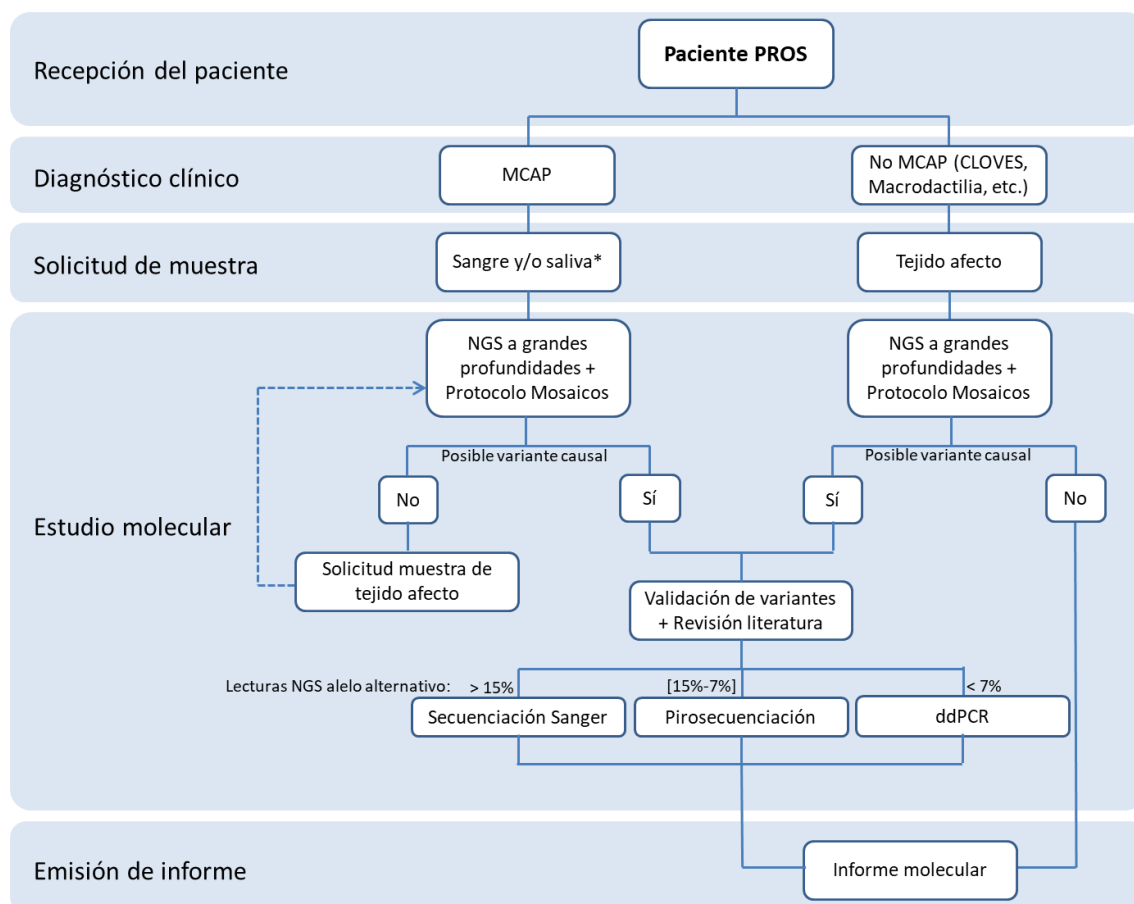 Recepción del paciente
Paciente PROS
Diagnóstico clínico
MCAP
No MCAP (CLOVES,
Macrodactilia, etc.)
Solicitud de muestra
Sangre y/o saliva*
Tejido afecto
Estudio molecular
NGS a grandes
profundidades +
Protocolo Mosaicos
NGS a grandes
profundidades +
Protocolo Mosaicos
Posible variante causal
Posible variante causal
No
Sí
Sí
No
Solicitud muestra de
tejido afecto
Validación de variantes
+ Revisión literatura
Lecturas NGS alelo alternativo:
> 15%
[15%-7%]
< 7%
Secuenciación Sanger
Pirosecuenciación
ddPCR
Emisión de informe
Informe molecular